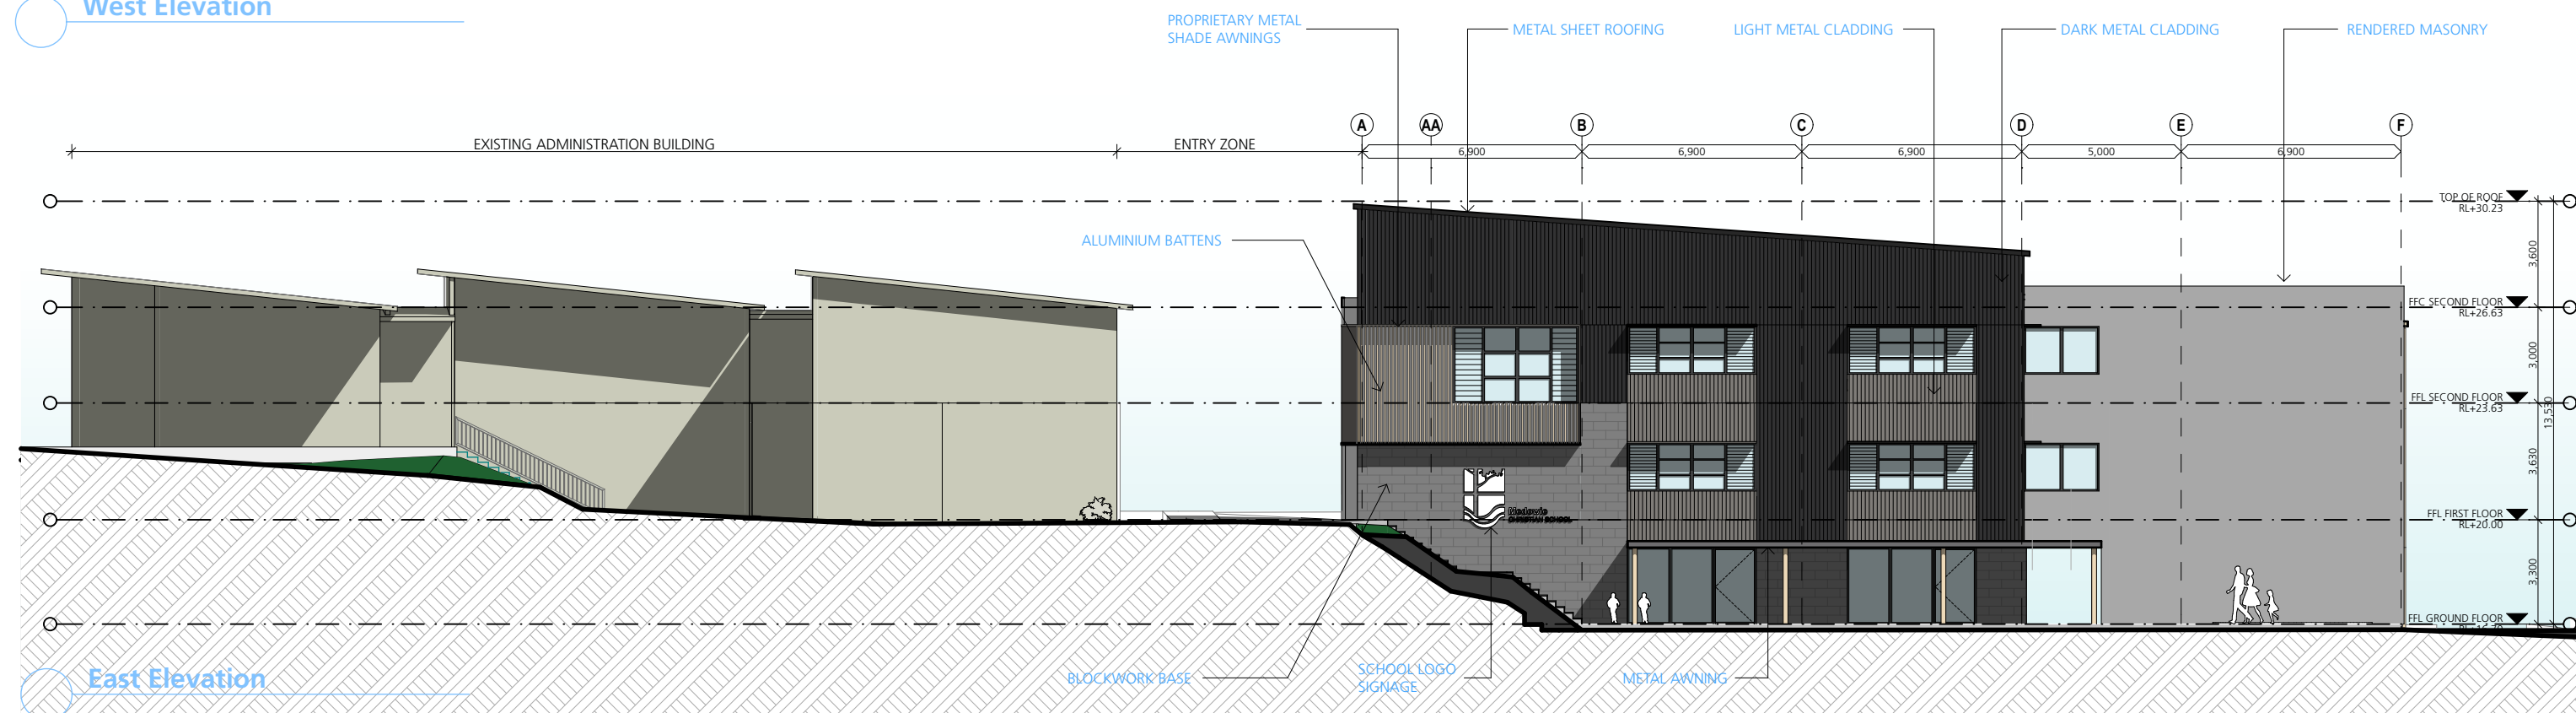 West Elevation
PROPRIETARY METAL
SHADE AWNINGS
METAL SHEET ROOFING
LIGHT METAL CLADDING
DARK METAL CLADDING
RENDERED MASONRY
A
AA
B
C
D
E
F
EXISTING ADMINISTRATION BUILDING
ENTRY ZONE
6,900
6,900
6,900
5,000
6,900
TOP OF ROOF
RL+30.23
3,600
ALUMINIUM BATTENS
FFC SECOND FLOOR
RL+26.63
3,000
FFL SECOND FLOOR
RL+23.63
13,530
3,630
Medowie
CHRISTIAN SCHOOL
FFL FIRST FLOOR
RL+20.00
3,300
FFL GROUND FLOOR
East Elevation
BLOCKWORK BASE
SCHOOL LOGO
SIGNAGE
METAL AWNING